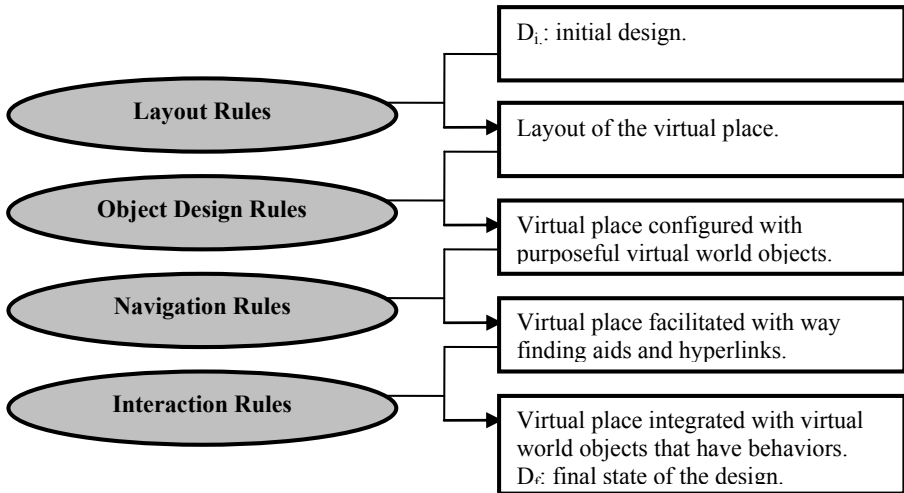 Di.: initial design.
Layout Rules
Layout of the virtual place.
Object Design Rules
Virtual place configured with
purposeful virtual world objects.
Navigation Rules
Virtual place facilitated with way
finding aids and hyperlinks.
Interaction Rules
Virtual place integrated with virtual
world objects that have behaviors.
Df: final state of the design.